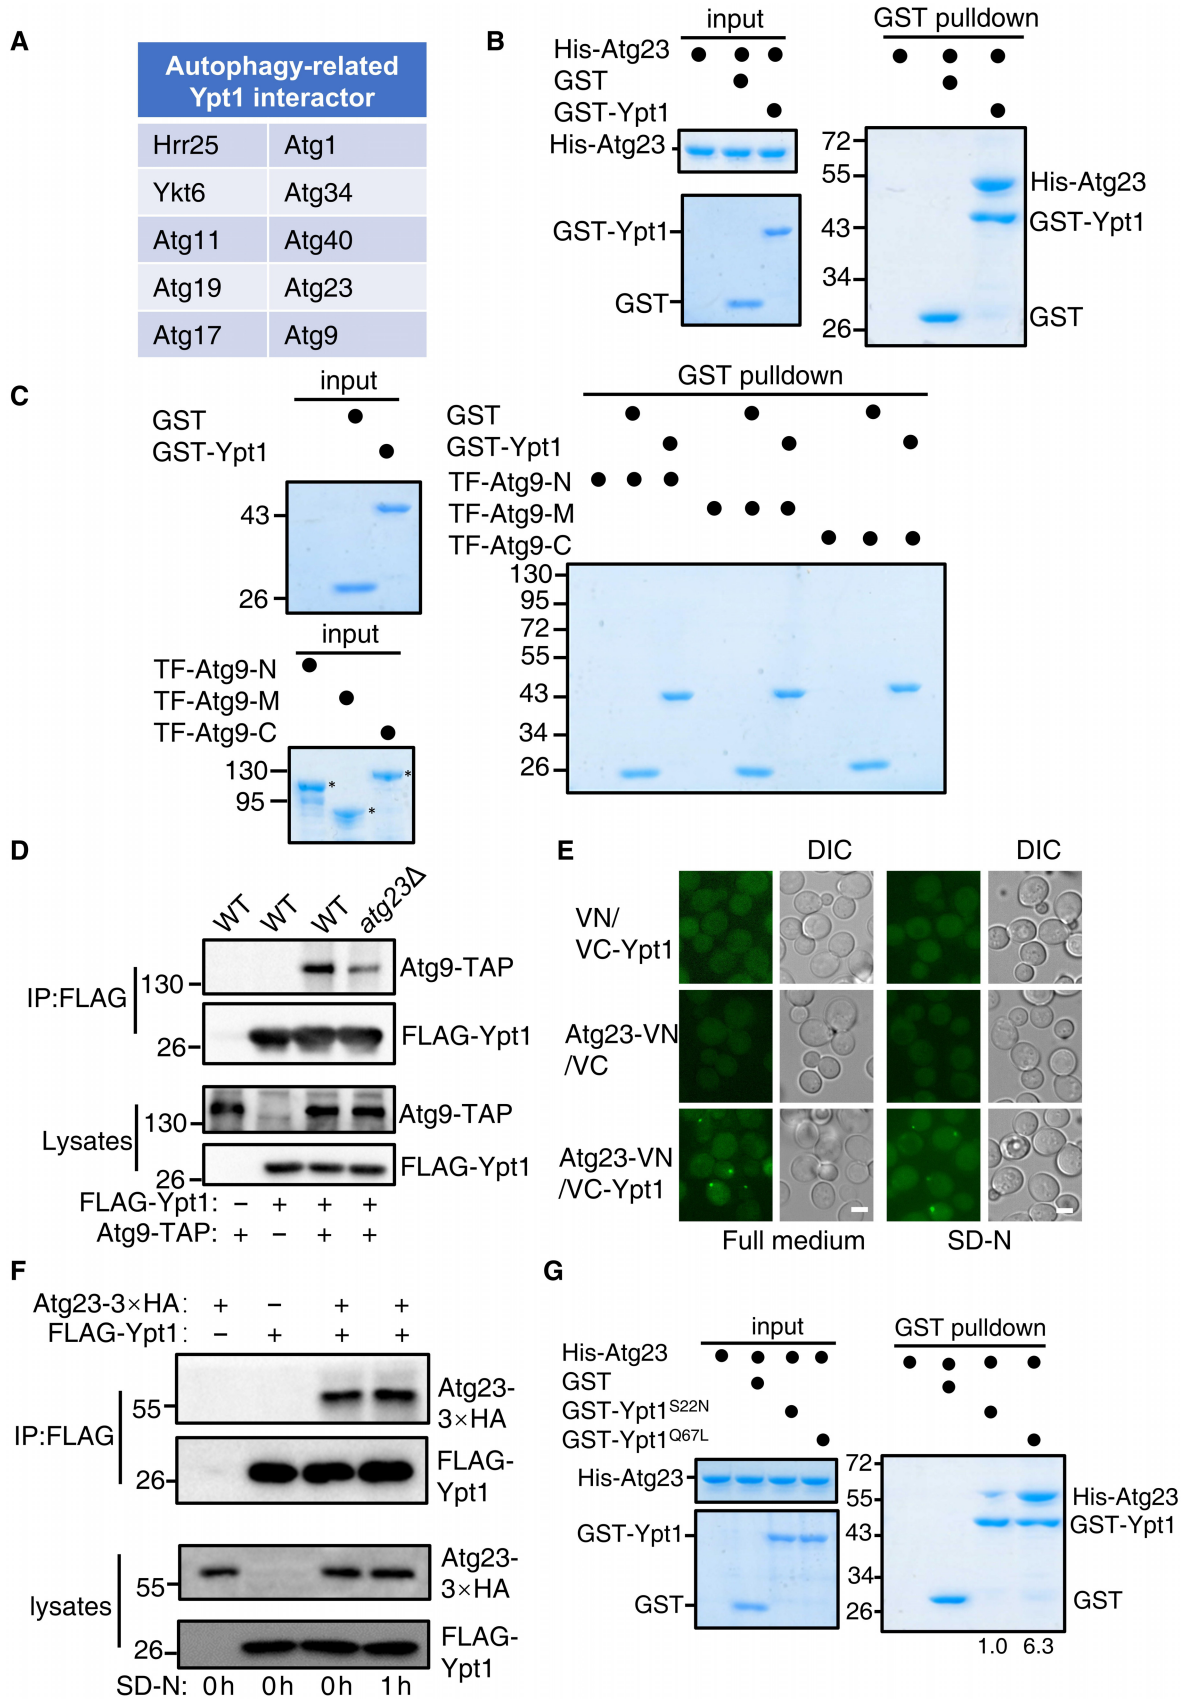 A
Autophagy-related
Ypt1 interactor
Hrr25 Atg1
Ykt6 Atg34
Atg11 Atg40
Atg19 Atg23
Atg17 Atg9
B
input
GST pulldown
His-Atg23
GST
GST-Ypt1
His-Atg23
GST-Ypt1
GST
72
55
43
34
26
His-Atg23
GST-Ypt1
GST
C
input
GST
GST-Ypt1
43
26
input
TF-Atg9-N
TF-Atg9-M
TF-Atg9-C
130
95
*
*
*
GST pulldown
GST
GST-Ypt1
TF-Atg9-N
TF-Atg9-M
TF-Atg9-C
130
95
72
55
43
34
26
D
WT WT WT atg23Δ
IP:FLAG
130
Atg9-TAP
26
FLAG-Ypt1
Lysates
130
Atg9-TAP
26
FLAG-Ypt1
FLAG-Ypt1: – + + +
Atg9-TAP: + – + +
E
DIC DIC
VN/
VC-Ypt1
Atg23-VN
/VC
Atg23-VN
/VC-Ypt1
Full medium SD-N
F
Atg23-3×HA: + – + +
FLAG-Ypt1: – + + +
IP:FLAG
55
Atg23-
3×HA
26
FLAG-
Ypt1
lysates
55
Atg23-
3×HA
26
FLAG-
Ypt1
SD-N: 0h 0h 0h 1h
G
input
GST pulldown
His-Atg23
GST
GST-Ypt1S22N
GST-Ypt1Q67L
His-Atg23
GST-Ypt1
GST
72
55
43
34
26
His-Atg23
GST-Ypt1
GST
1.0 6.3